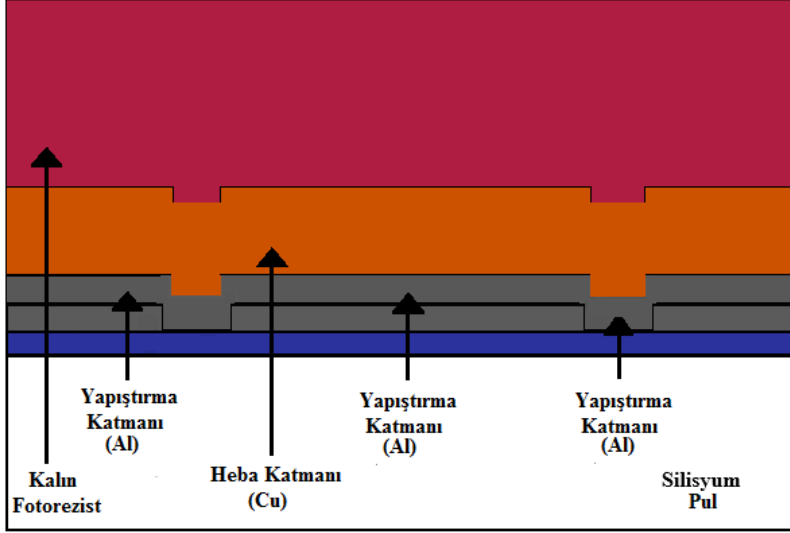 Yapıştırma
Katmanı
(Al)
Yapıştırma
Katmanı
(Al)
Yapıştırma
Katmanı
(Al)
Kalın
Fotorezist
Heba Katmanı
(Cu)
Silisyum
Pul